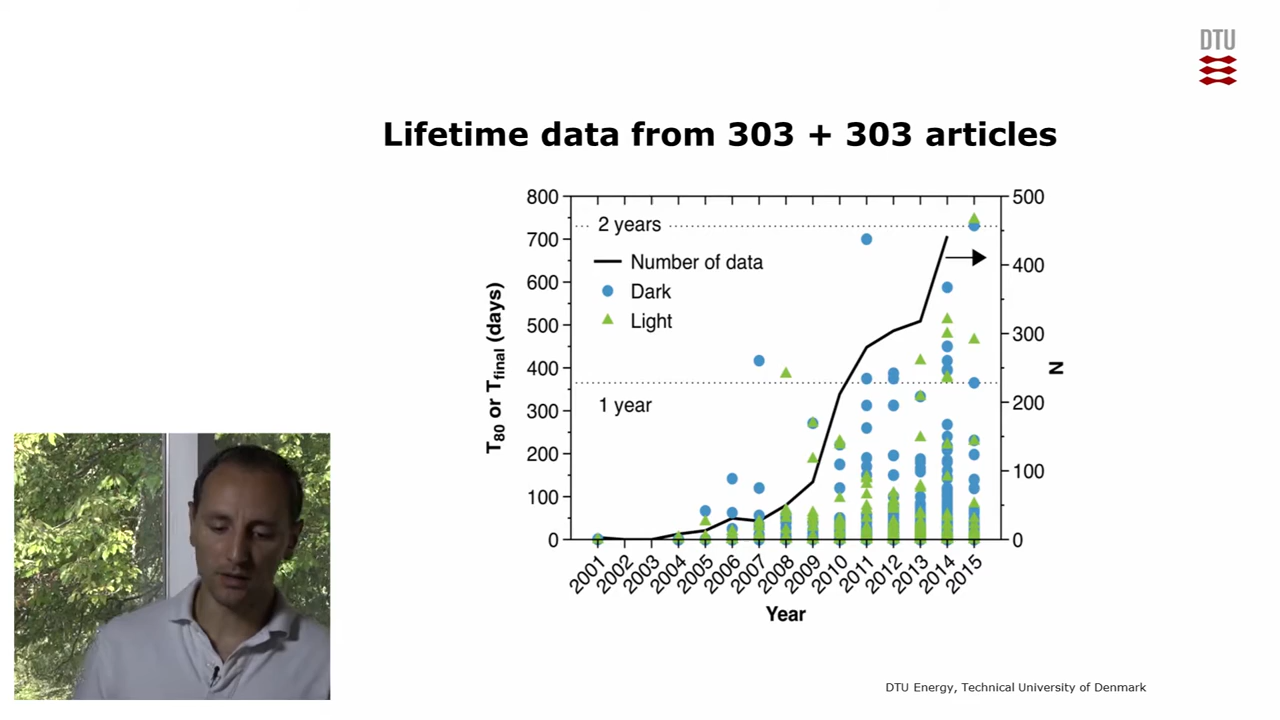 DTU
Lifetime data from 303 + 303 articles
800
700
600
500
400
300
200
100
0
T80 or Tfinal (days)
2 years
Number of data
Dark
Light
1 year
500
400
300
200
100
0
N
2001
2002
2003
2004
2005
2006
2007
2008
2009
2010
2011
2012
2013
2014
2015
Year
DTU Energy, Technical University of Denmark